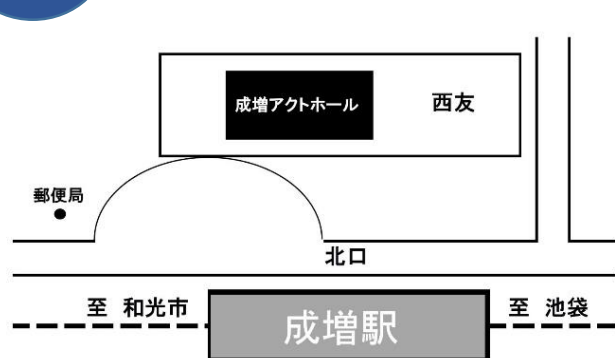 成増アクトホール
西友
郵便局
北口
至 和光市
成増駅
至 池袋